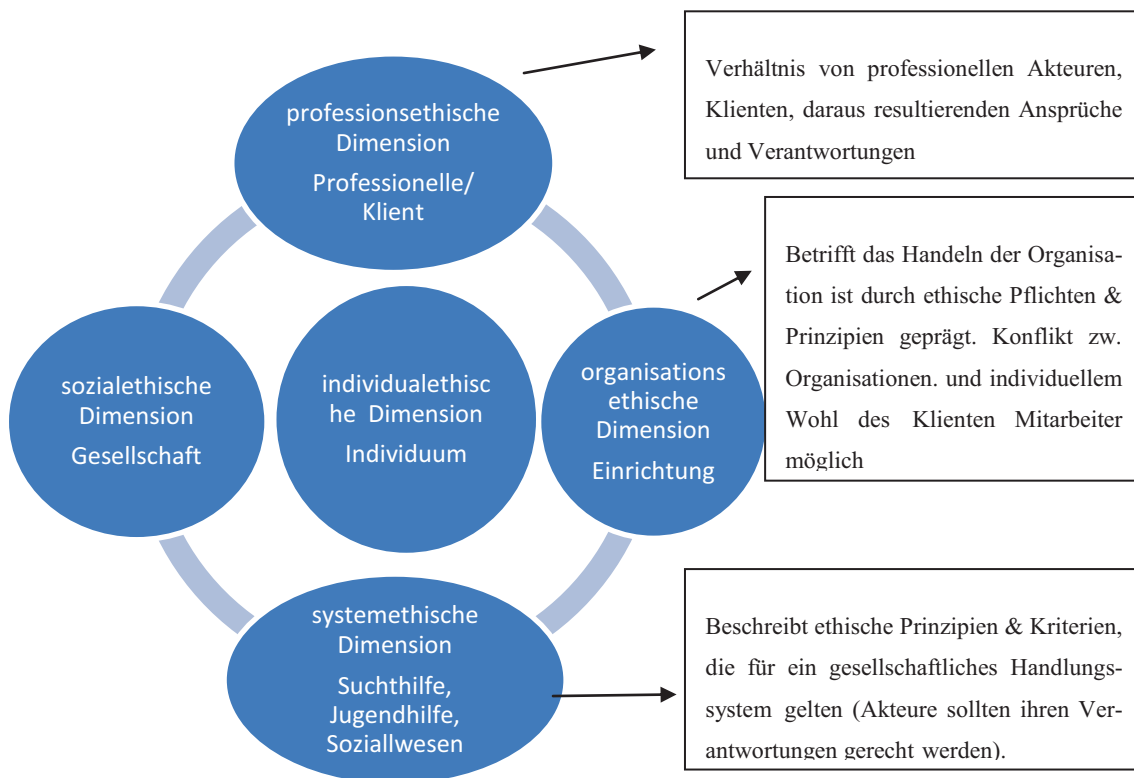 professionsethische
Dimension
Professionelle/
Klient
Verhältnis von professionellen Akteuren,
Klienten, daraus resultierenden Ansprüche
und Verantwortungen
Betrifft das Handeln der Organisa-
tion ist durch ethische Pflichten &
Prinzipien geprägt. Konflikt zw.
Organisationen. und individuellem
Wohl des Klienten Mitarbeiter
möglich
sozialethische
Dimension
Gesellschaft
individualethisc
he Dimension
Individuum
organisations
ethische
Dimension
Einrichtung
systemethische
Dimension
Suchthilfe,
Jugendhilfe,
Soziallwesen
Beschreibt ethische Prinzipien & Kriterien,
die für ein gesellschaftliches Handlungs-
system gelten (Akteure sollten ihren Ver-
antwortungen gerecht werden).